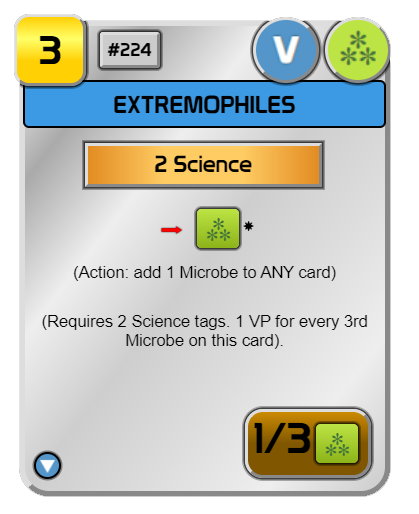 3
#224
V
EXTREMOPHILES
2 Science
*
(Action: add 1 Microbe to ANY card)
(Requires 2 Science tags. 1 VP for every 3rd
Microbe on this card).
1/3